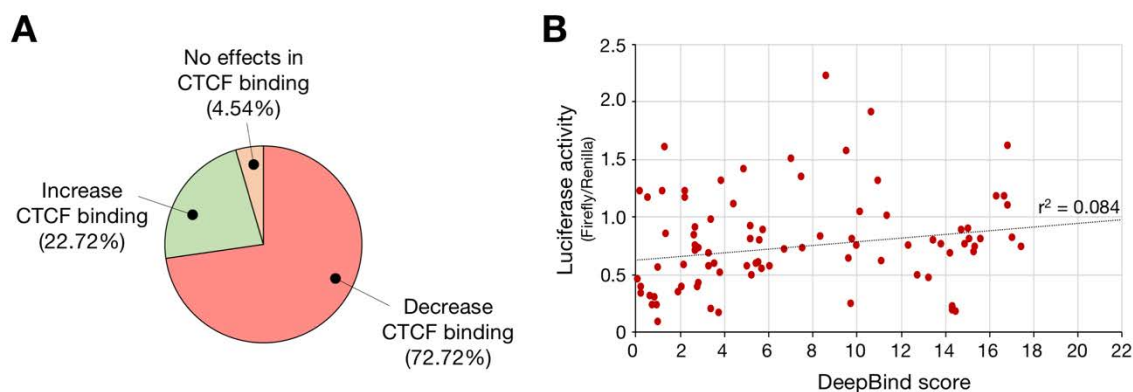 A
No effects in
CTCF binding
(4.54%)
Increase
CTCF binding
(22.72%)
Decrease
CTCF binding
(72.72%)
B
Luciferase activity
(Firefly/Renilla)
2.5
2.0
1.5
1.0
0.5
0
r² = 0.084
0 2 4 6 8 10 12 14 16 18 20 22
DeepBind score